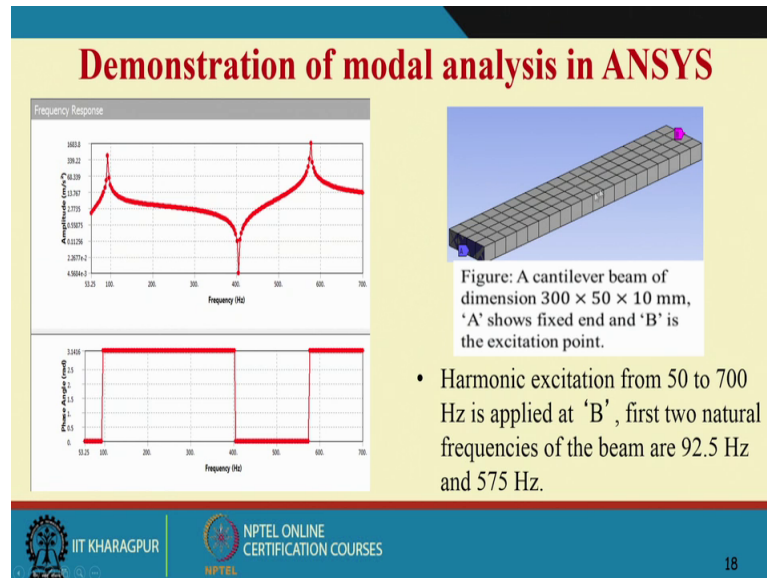 Demonstration of modal analysis in ANSYS
Frequency Response
1683.8
339.22
68.339
13.767
2.7735
0.55875
0.11256
2.2677e-2
4.5684e-3
Amplitude (m/s²)
53.25 100. 200. 300. 400. 500. 600. 700.
Frequency (Hz)
3.1416
2.5
2.
1.5
1.
0.5
0.
Phase Angle (rad)
53.25 100. 200. 300. 400. 500. 600. 700.
Frequency (Hz)
Figure: A cantilever beam of
dimension 300 × 50 × 10 mm,
‘A’ shows fixed end and ‘B’ is
the excitation point.
• Harmonic excitation from 50 to 700
Hz is applied at ‘B’, first two natural
frequencies of the beam are 92.5 Hz
and 575 Hz.
IIT KHARAGPUR
NPTEL
NPTEL ONLINE
CERTIFICATION COURSES
18